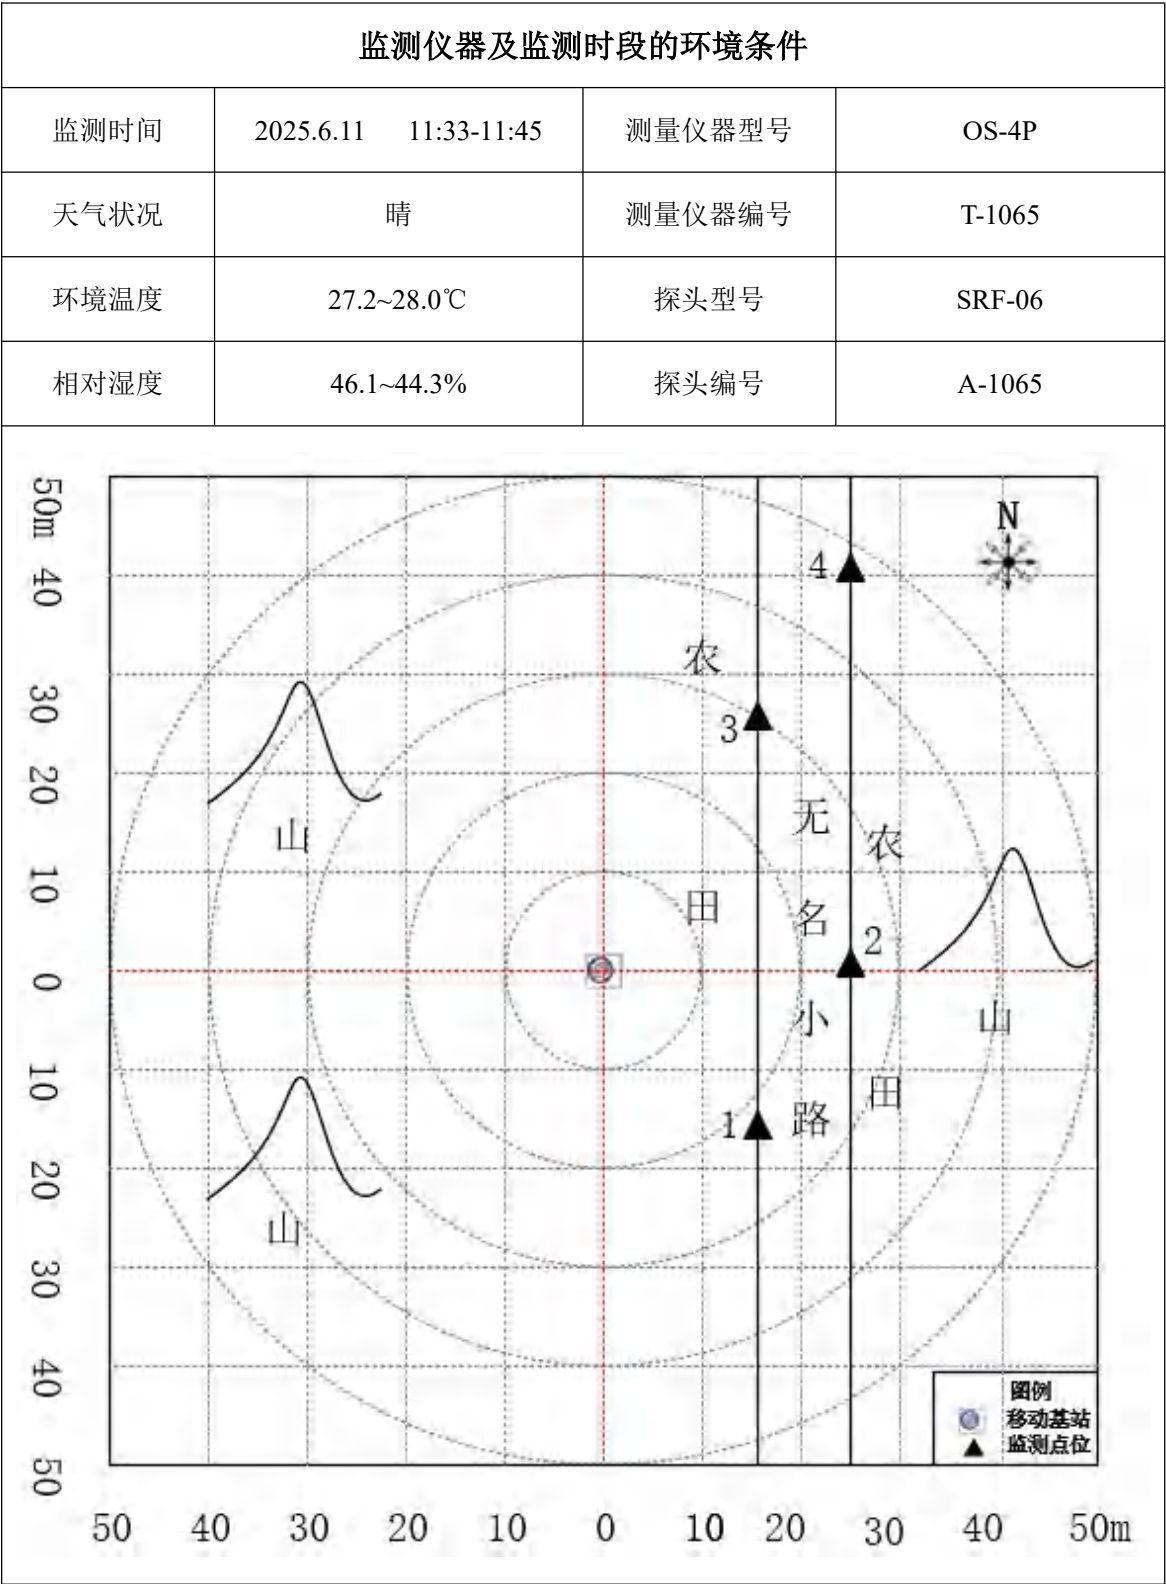 监测仪器及监测时段的环境条件
监测时间 2025.6.11 11:33-11:45 测量仪器型号 OS-4P
天气状况 晴 测量仪器编号 T-1065
环境温度 27.2~28.0℃ 探头型号 SRF-06
相对湿度 46.1~44.3% 探头编号 A-1065
50m
40
30
20
10
0
10
20
30
40
50
N
4
农
3
山
无
农
田
名
2
小
山
田
1
路
山
图例
移动基站
监测点位
50 40 30 20 10 0 10 20 30 40 50m